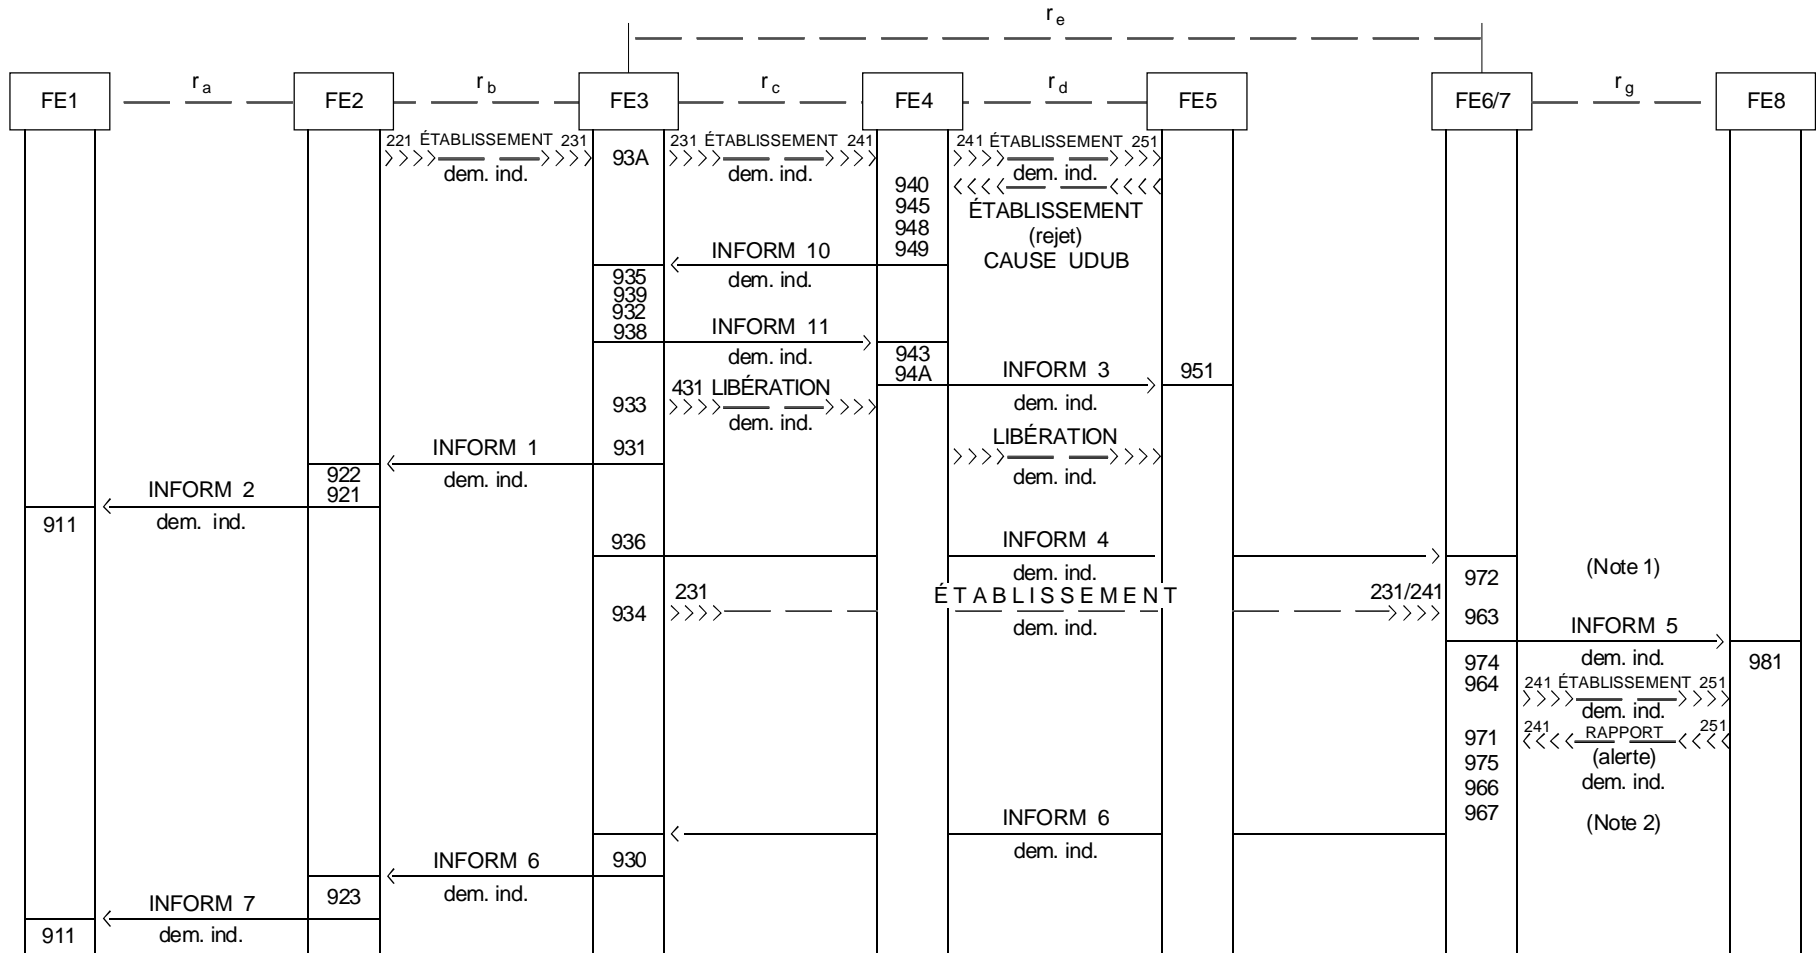 r e
r a
r b
r c
r d
r g
FE1
FE2
FE3
FE4
FE5
FE6/7
FE8
221 ÉTABLISSEMENT 231
dem. ind.
93A
231 ÉTABLISSEMENT 241
dem. ind.
241 ÉTABLISSEMENT 251
dem. ind.
940
945
948
949
ÉTABLISSEMENT
(rejet)
CAUSE UDUB
INFORM 10
dem. ind.
935
939
932
938
INFORM 11
dem. ind.
943
94A
INFORM 3
dem. ind.
951
933
431 LIBÉRATION
dem. ind.
LIBÉRATION
dem. ind.
931
INFORM 1
dem. ind.
922
921
INFORM 2
dem. ind.
911
936
INFORM 4
dem. ind.
972
(Note 1)
934
231
ÉTABLISSEMENT
dem. ind.
231/241
963
INFORM 5
dem. ind.
981
974
964
241 ÉTABLISSEMENT 251
dem. ind.
241 RAPPORT 251
(alerte)
dem. ind.
971
975
966
967
(Note 2)
INFORM 6
dem. ind.
930
INFORM 6
dem. ind.
923
INFORM 7
dem. ind.
911